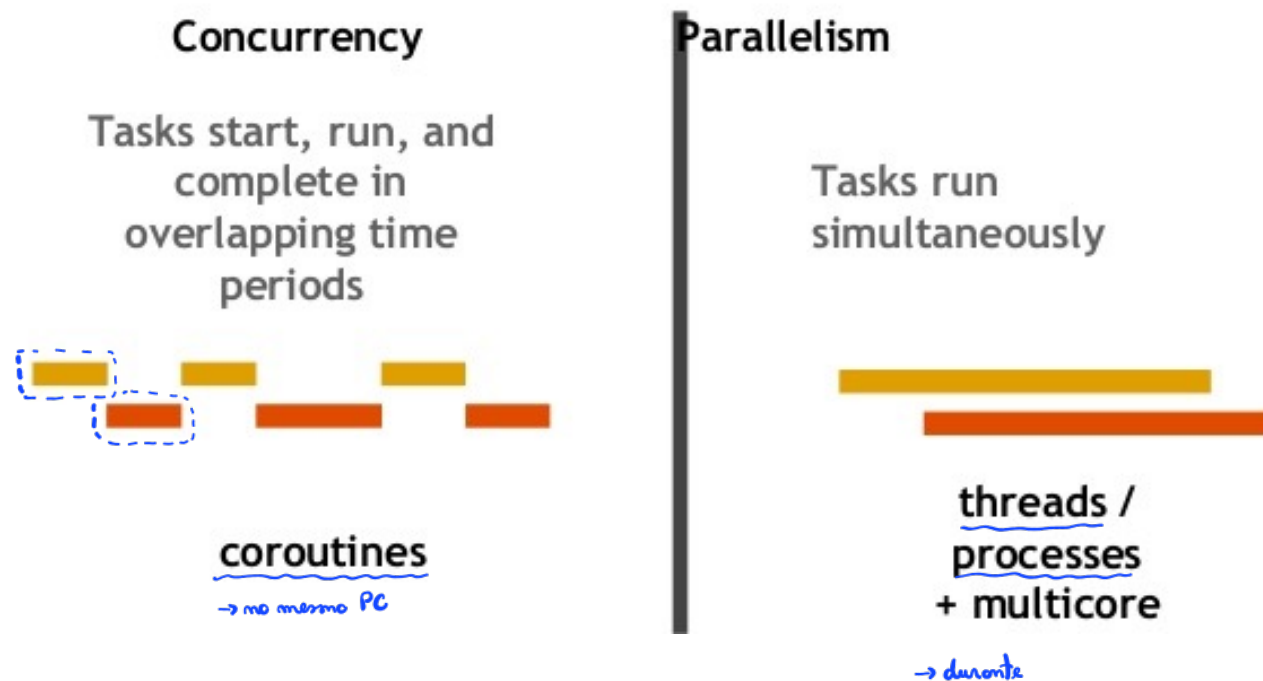 Concurrency
Tasks start, run, and
complete in
overlapping time
periods
coroutines
→ no mesmo PC
Parallelism
Tasks run
simultaneously
threads /
processes
+ multicore
→ durante